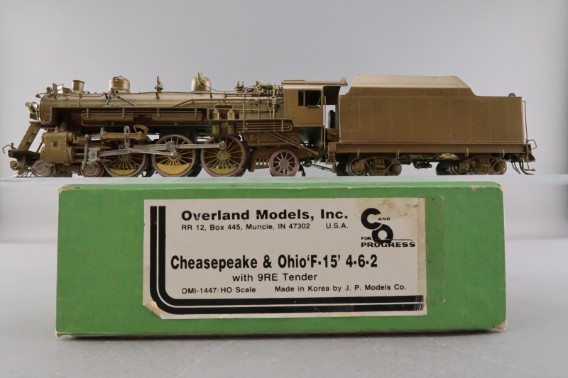 Overland Models, Inc.
RR 12, Box 445, Muncie, IN 47302 U.S.A.
C AND O
FOR PROGRESS
Cheasepeake & Ohio 'F-15' 4-6-2
with 9RE Tender
OMI-1447/HO Scale Made in Korea by J. P. Models Co.